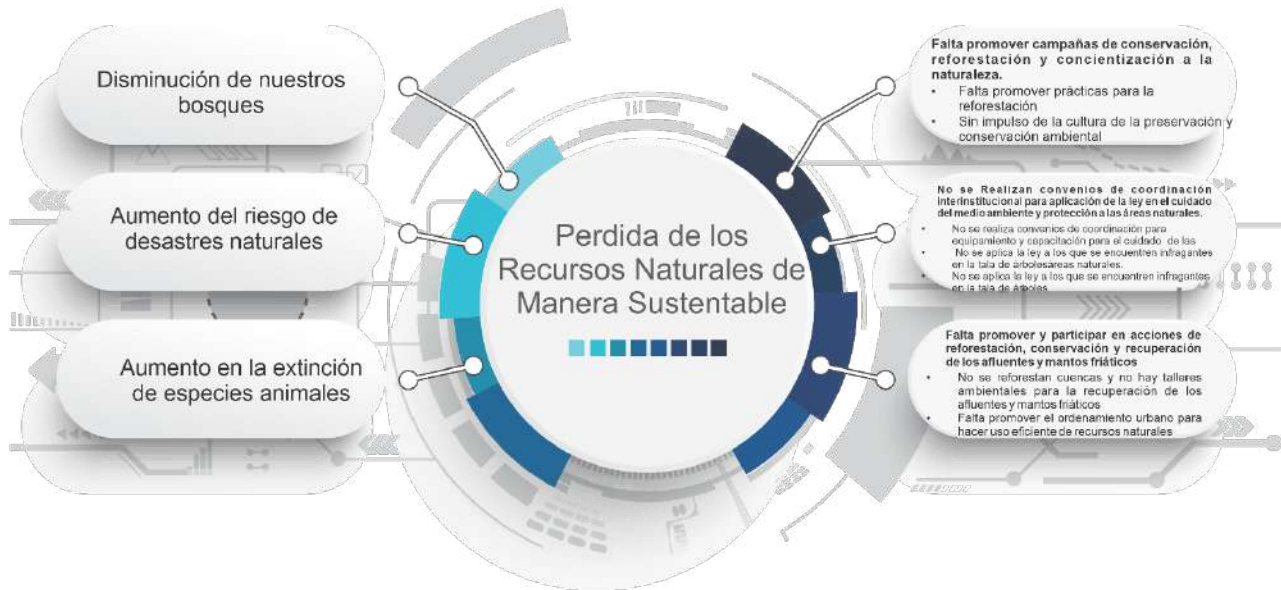 Disminución de nuestros
bosques
Aumento del riesgo de
desastres naturales
Aumento en la extinción
de especies animales
Perdida de los
Recursos Naturales de
Manera Sustentable
Falta promover campañas de conservación,
reforestación y concientización a la
naturaleza.
• Falta promover prácticas para la
reforestación
• Sin impulso de la cultura de la preservación y
conservación ambiental
No se Realizan convenios de coordinación
interinstitucional para aplicación de la ley en el cuidado
del medio ambiente y protección a las áreas naturales.
• No se realiza convenios de coordinación para
equipamiento y capacitación para el cuidado de las
• No se aplica la ley a los que se encuentren infragantes
en la tala de árbolesáreas naturales.
• No se aplica la ley a los que se encuentren infragantes
en la tala de árboles
Falta promover y participar en acciones de
reforestación, conservación y recuperación
de los afluentes y mantos friáticos
• No se reforestan cuencas y no hay talleres
ambientales para la recuperación de los
afluentes y mantos friáticos
• Falta promover el ordenamiento urbano para
hacer uso eficiente de recursos naturales